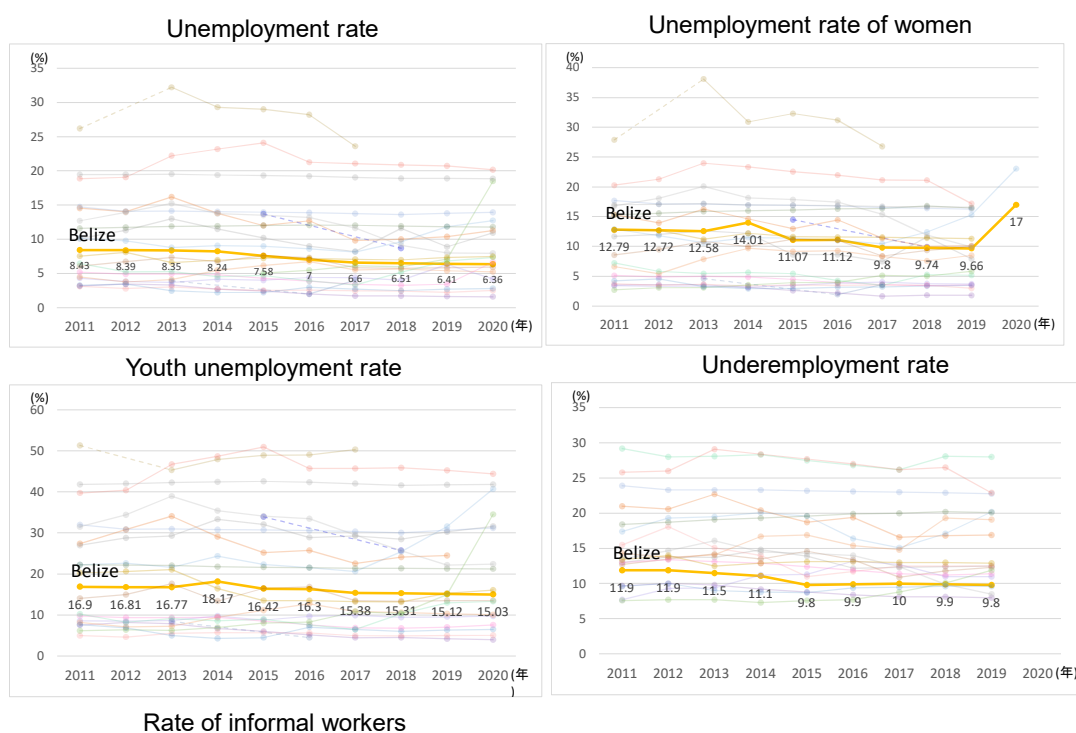 Unemployment rate
(%)
35
30
25
20
15
10
5
0
Belize
8.43 8.39 8.35 8.24 7.58 7 6.6 6.51 6.41 6.36
2011 2012 2013 2014 2015 2016 2017 2018 2019 2020 (年)
Unemployment rate of women
(%)
40
35
30
25
20
15
10
5
0
Belize
12.79 12.72 12.58 14.01 11.07 11.12 9.8 9.74 9.66 17
2011 2012 2013 2014 2015 2016 2017 2018 2019 2020 (年)
Youth unemployment rate
(%)
60
50
40
30
20
10
0
Belize
16.9 16.81 16.77 18.17 16.42 16.3 15.38 15.31 15.12 15.03
2011 2012 2013 2014 2015 2016 2017 2018 2019 2020 (年
)
Underemployment rate
(%)
35
30
25
20
15
10
5
0
Belize
11.9 11.9 11.5 11.1 9.8 9.9 10 9.9 9.8
2011 2012 2013 2014 2015 2016 2017 2018 2019 2020 (年)
Rate of informal workers